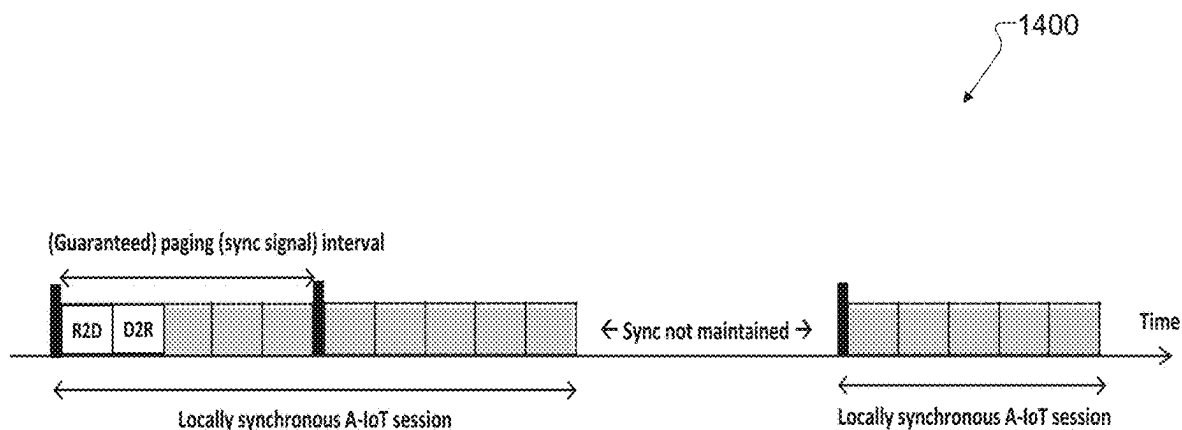 1400
(Guaranteed) paging (sync signal) interval
R2D D2R
← Sync not maintained →
Time
Locally synchronous A-IoT session
Locally synchronous A-IoT session